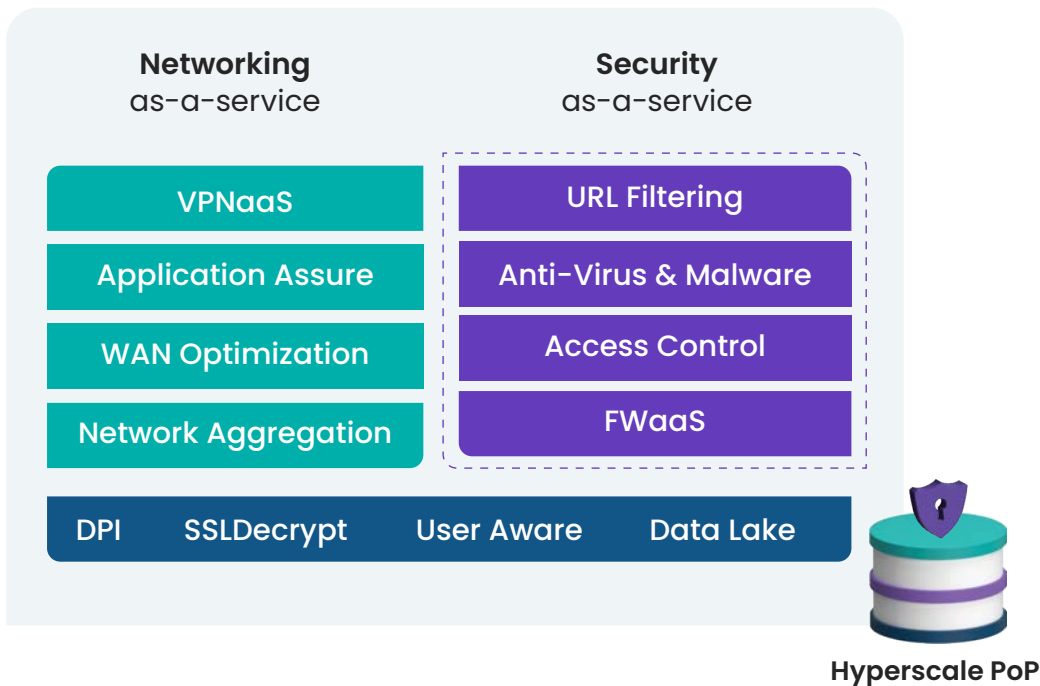 Networking
as-a-service
VPNaaS
Application Assure
WAN Optimization
Network Aggregation
Security
as-a-service
URL Filtering
Anti-Virus & Malware
Access Control
FWaaS
DPI SSLDecrypt User Aware Data Lake
Hyperscale PoP